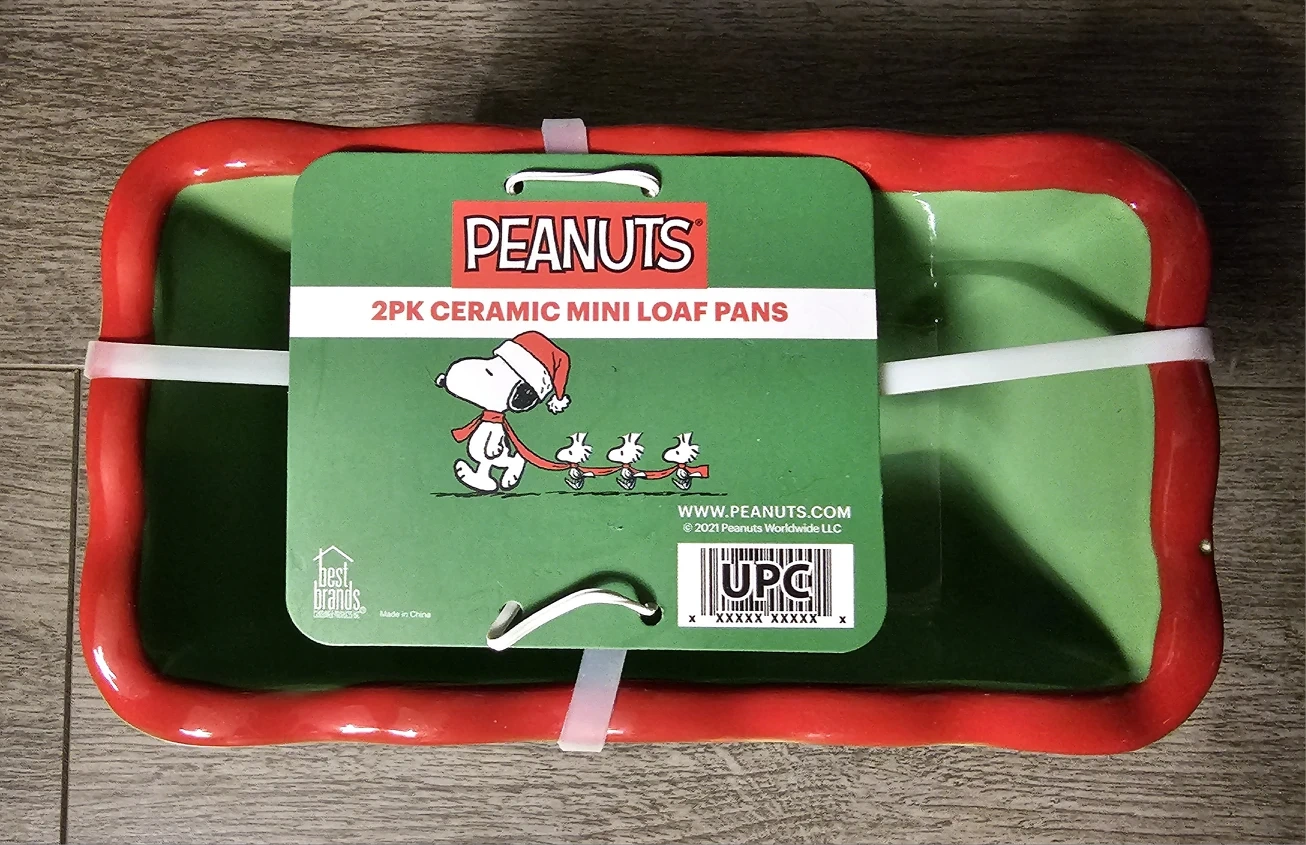 PEANUTS®
2PK CERAMIC MINI LOAF PANS
WWW.PEANUTS.COM
© 2021 Peanuts Worldwide LLC
UPC
x XXXXX XXXXX x
best
brands®
Made in China